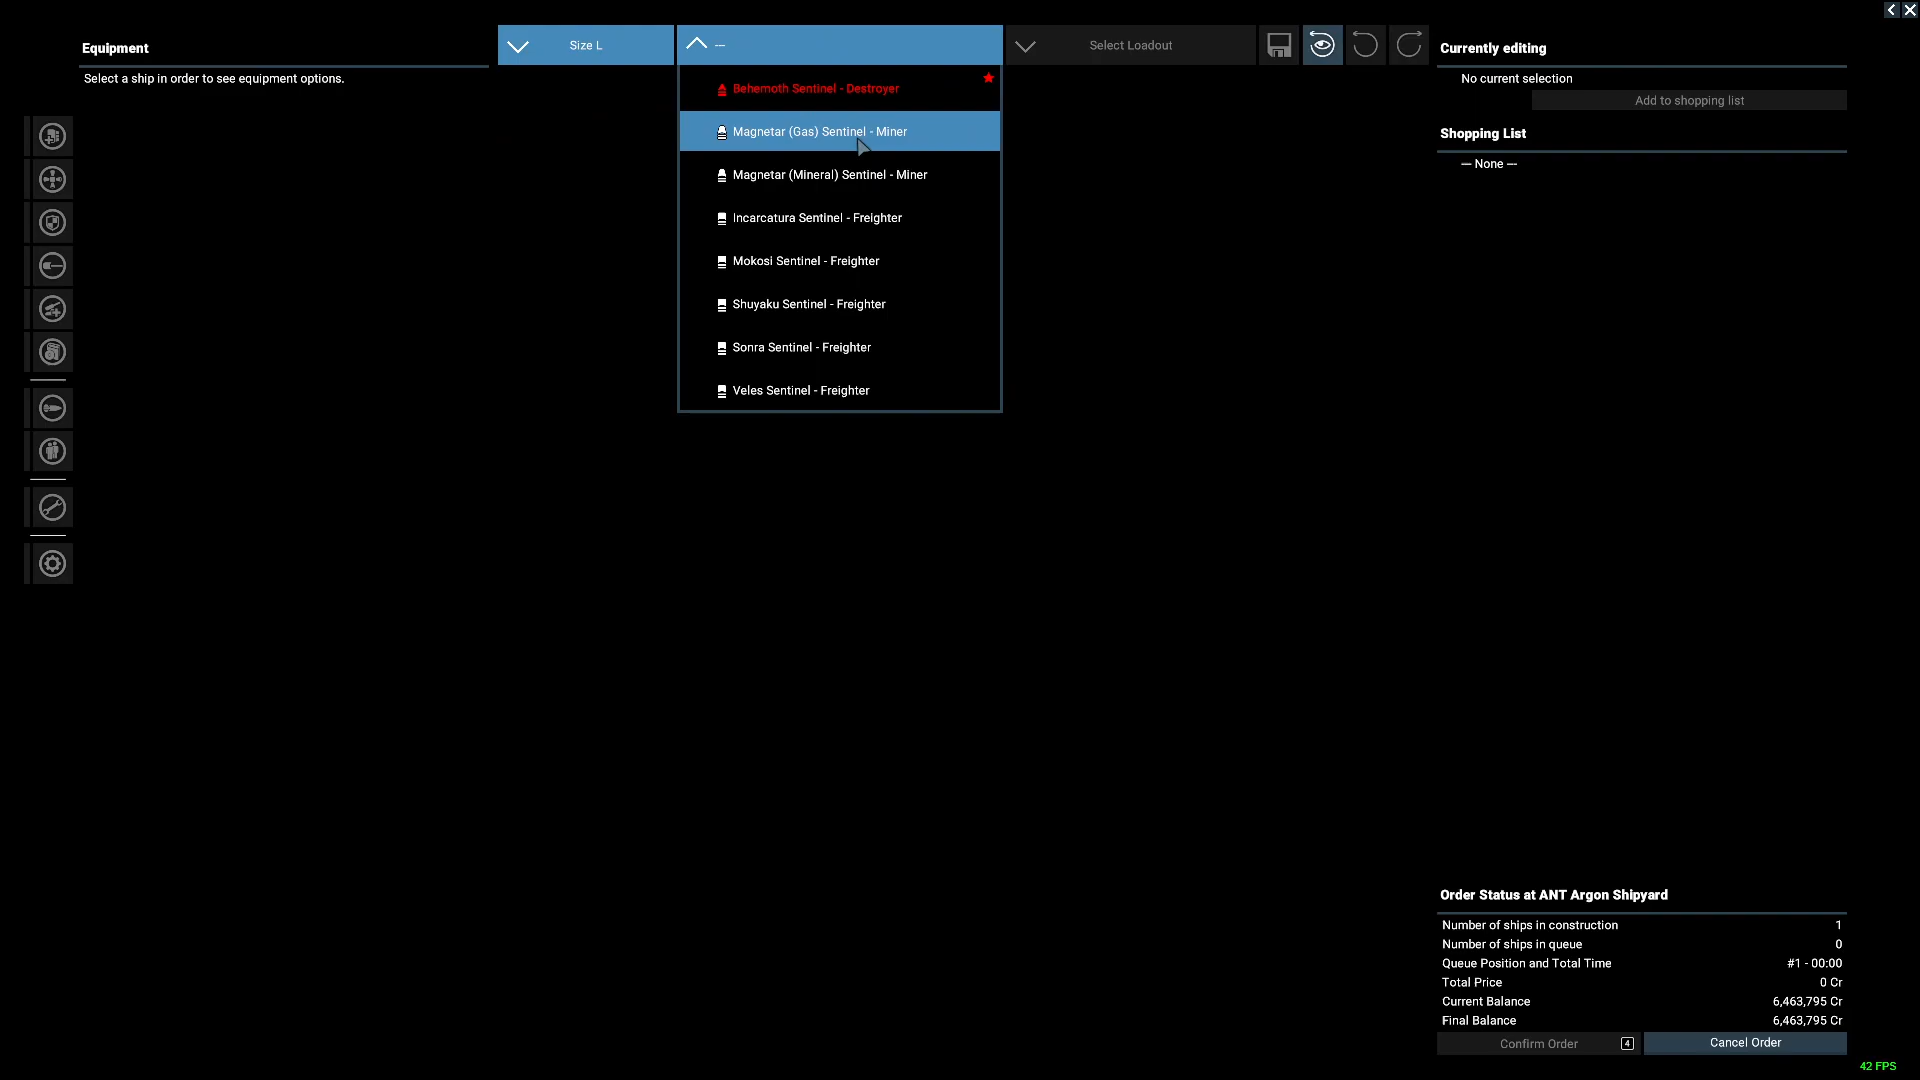 Equipment
Select a ship in order to see equipment options.
Size L
---
Behemoth Sentinel - Destroyer
Magnetar (Gas) Sentinel - Miner
Magnetar (Mineral) Sentinel - Miner
Incarcatura Sentinel - Freighter
Mokosi Sentinel - Freighter
Shuyaku Sentinel - Freighter
Sonra Sentinel - Freighter
Veles Sentinel - Freighter
Select Loadout
Currently editing
No current selection
Add to shopping list
Shopping List
--- None ---
Order Status at ANT Argon Shipyard
Number of ships in construction 1
Number of ships in queue 0
Queue Position and Total Time #1 - 00:00
Total Price 0 Cr
Current Balance 6,463,795 Cr
Final Balance 6,463,795 Cr
Confirm Order 4 Cancel Order
42 FPS